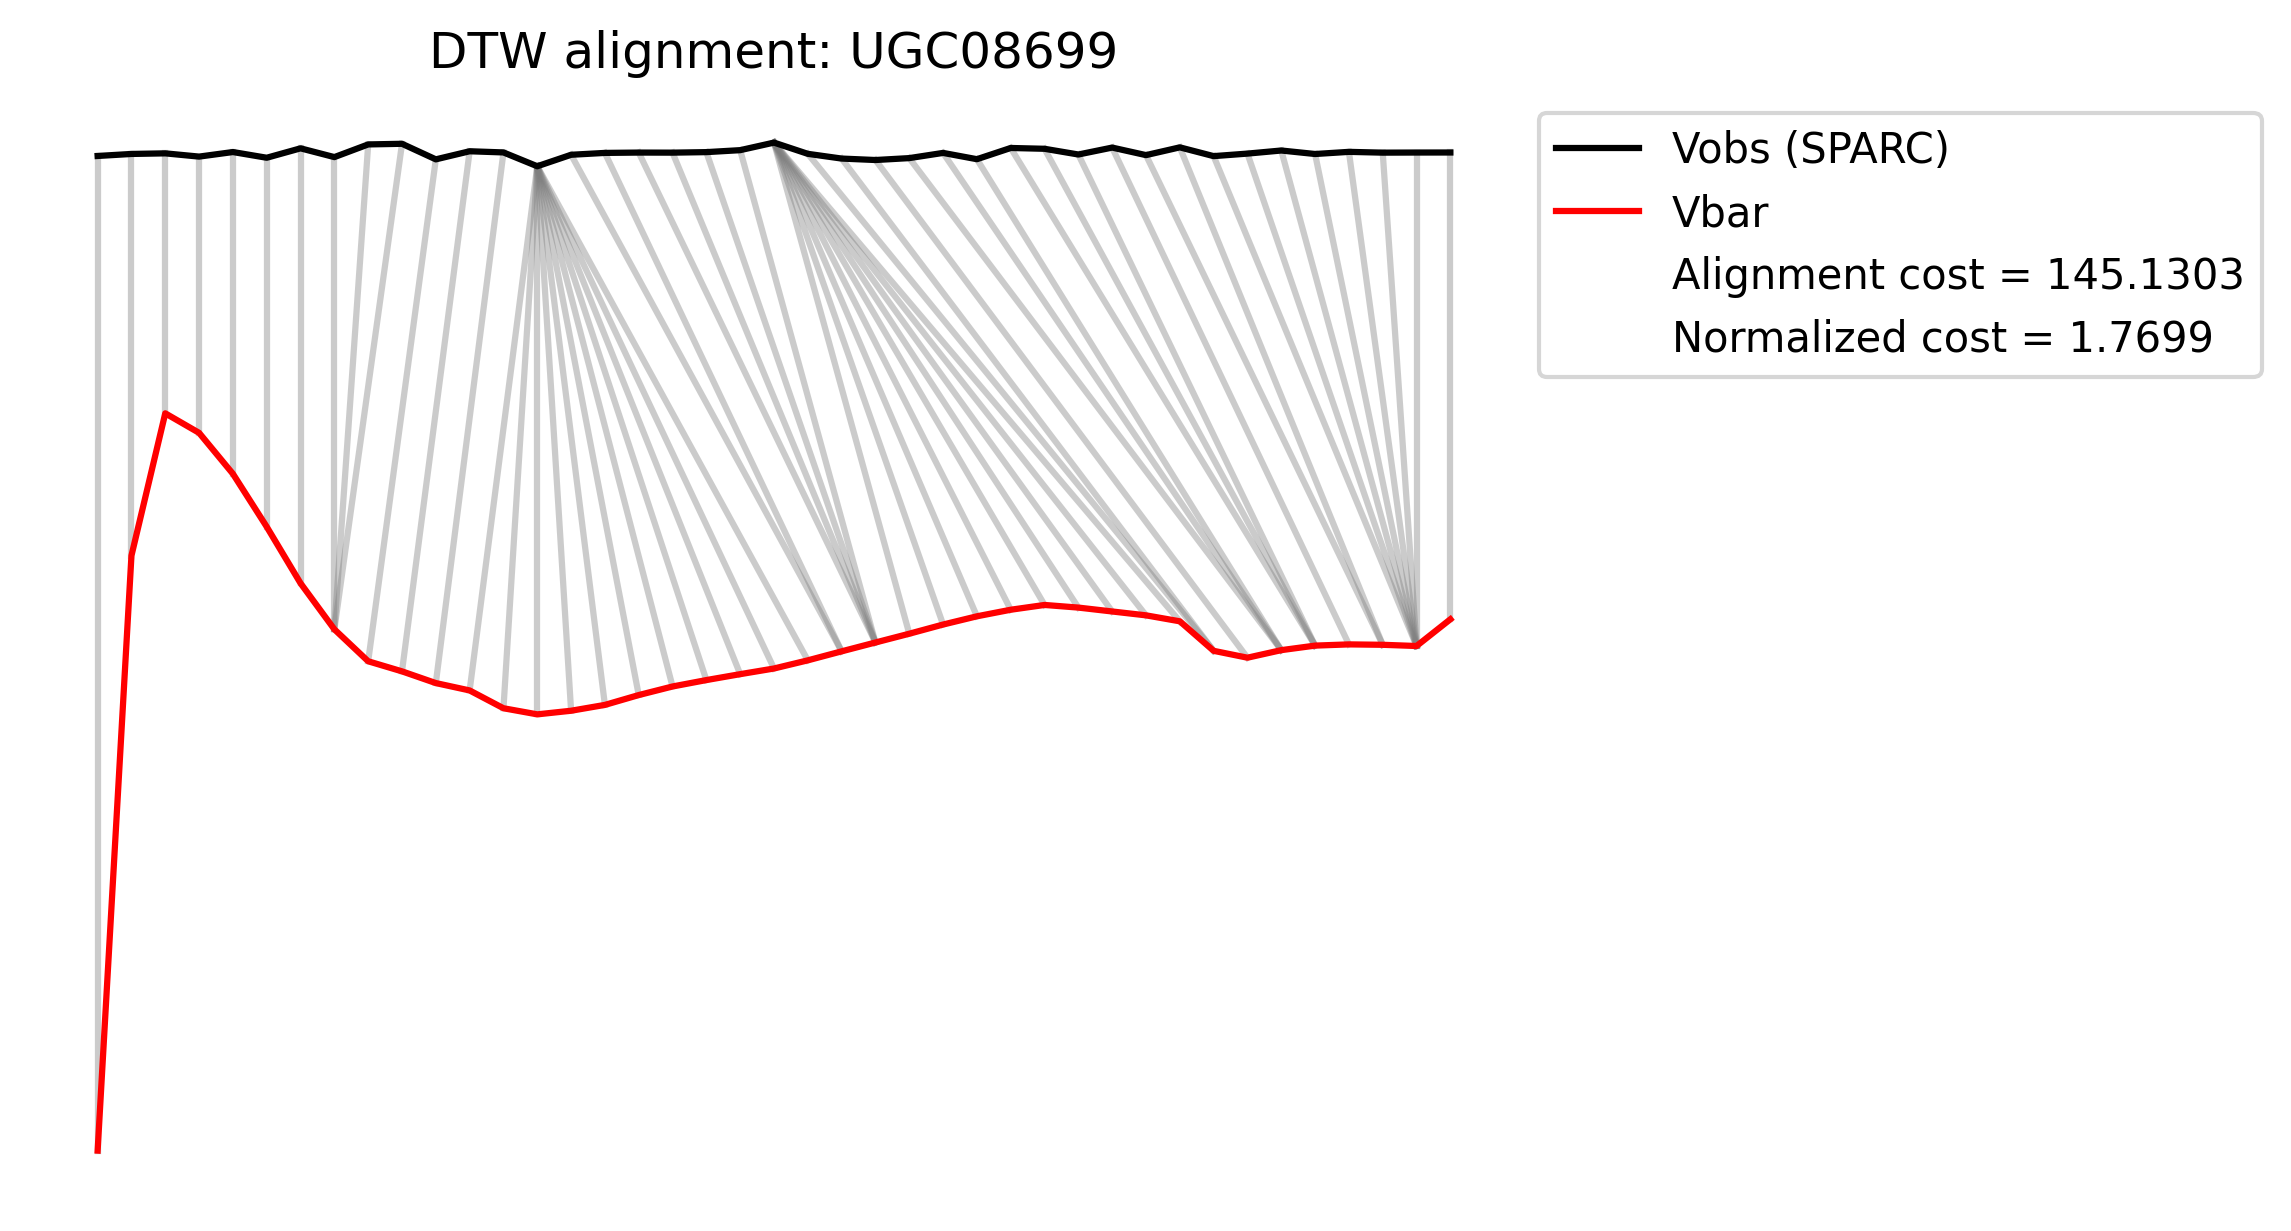 DTW alignment: UGC08699
Vobs (SPARC)
Vbar
Alignment cost = 145.1303
Normalized cost = 1.7699